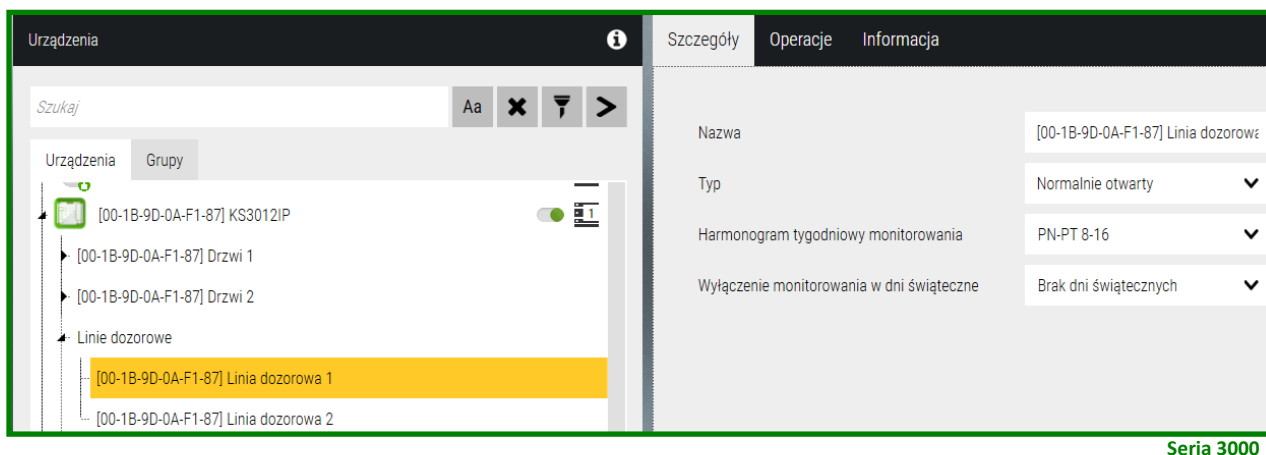 Urządzenia
Szukaj
Aa
Urządzenia Grupy
[00-1B-9D-0A-F1-87] KS3012IP 1
[00-1B-9D-0A-F1-87] Drzwi 1
[00-1B-9D-0A-F1-87] Drzwi 2
Linie dozorowe
[00-1B-9D-0A-F1-87] Linia dozorowa 1
[00-1B-9D-0A-F1-87] Linia dozorowa 2
Szczegóły Operacje Informacja
Nazwa [00-1B-9D-0A-F1-87] Linia dozorowa
Typ Normalnie otwarty
Harmonogram tygodniowy monitorowania PN-PT 8-16
Wyłączenie monitorowania w dni świąteczne Brak dni świątecznych
Seria 3000